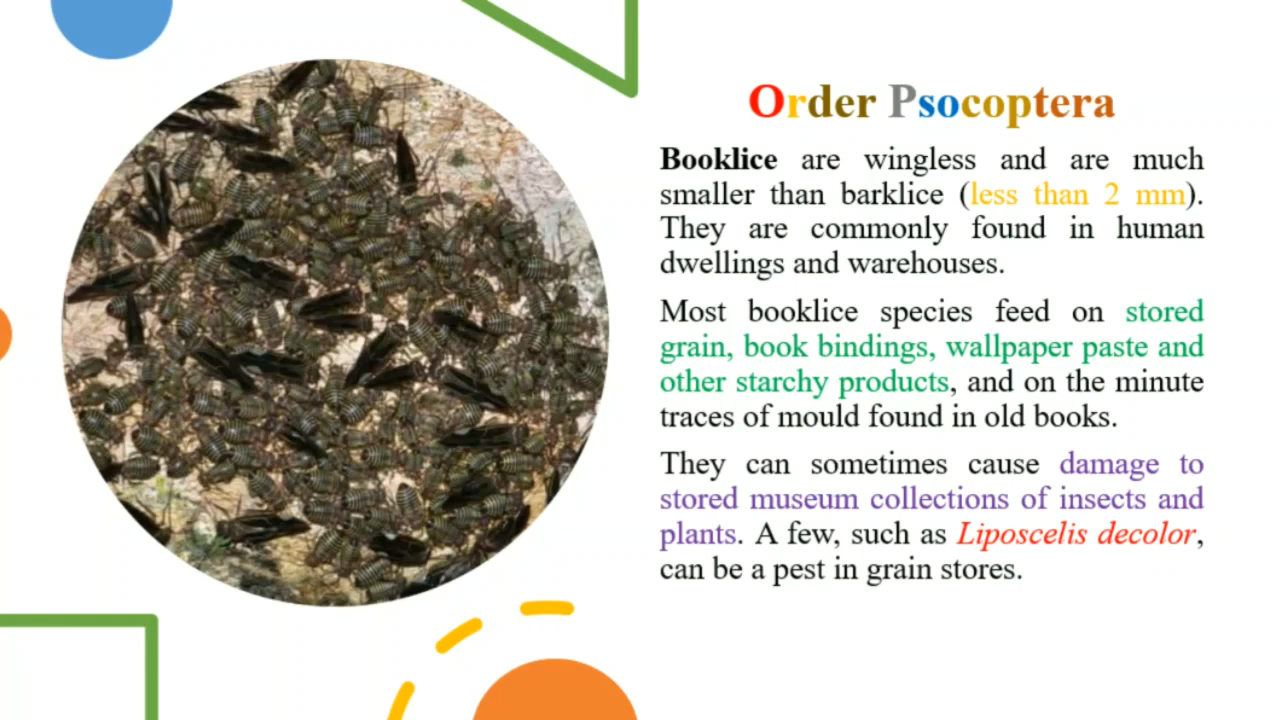 Order Psocoptera
Booklice are wingless and are much
smaller than barklice (less than 2 mm).
They are commonly found in human
dwellings and warehouses.
Most booklice species feed on stored
grain, book bindings, wallpaper paste and
other starchy products, and on the minute
traces of mould found in old books.
They can sometimes cause damage to
stored museum collections of insects and
plants. A few, such as Liposcelis decolor,
can be a pest in grain stores.